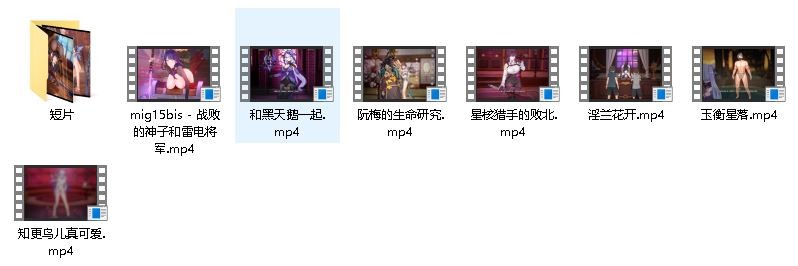 短片
mig15bis - 战败
的神子和雷电将
军.mp4
和黑天鹅一起.
mp4
阮梅的生命研究.
mp4
星核猎手的败北.
mp4
淫兰花开.mp4
玉衡星落.mp4
知更鸟儿真可爱.
mp4